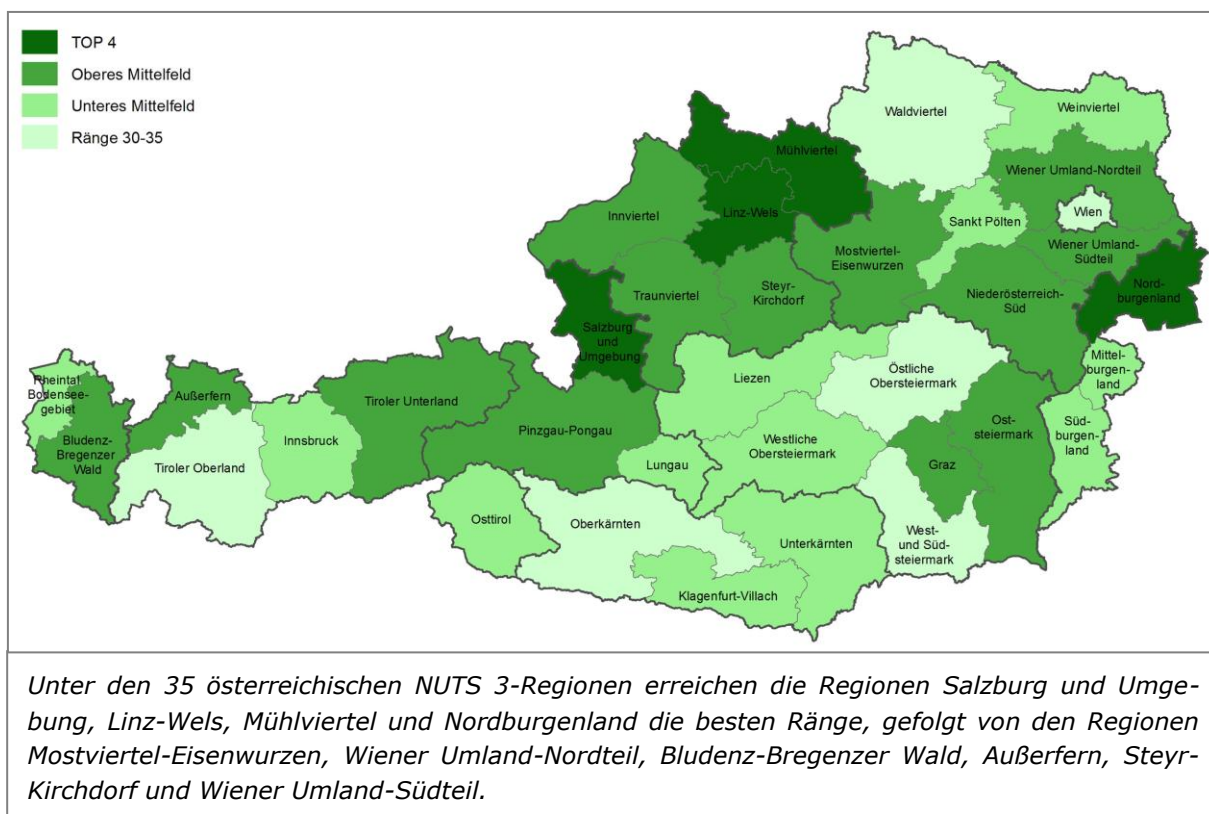 TOP 4
Oberes Mittelfeld
Unteres Mittelfeld
Ränge 30-35
Waldviertel
Weinviertel
Mühlviertel
Wiener Umland-Nordteil
Linz-Wels
Innviertel
Wien
Sankt Pölten
Mostviertel-
Eisenwurzen
Wiener Umland-
Südteil
Nord-
burgenland
Traunviertel
Steyr-
Kirchdorf
Niederösterreich-
Süd
Salzburg
und
Umgebung
Mittel-
burgen-
land
Östliche
Obersteiermark
Liezen
Rheintal
Bodensee-
gebiet
Außerfern
Tiroler Unterland
Ost-
steiermark
Süd-
burgen-
land
Pinzgau-Pongau
Innsbruck
Bludenz-
Bregenzer
Wald
Westliche
Obersteiermark
Tiroler Oberland
Lungau
Graz
Osttirol
Oberkärnten
Unterkärnten
West-
und Süd-
steiermark
Klagenfurt-Villach
Unter den 35 österreichischen NUTS 3-Regionen erreichen die Regionen Salzburg und Umge-
bung, Linz-Wels, Mühlviertel und Nordburgenland die besten Ränge, gefolgt von den Regionen
Mostviertel-Eisenwurzen, Wiener Umland-Nordteil, Bludenz-Bregenzer Wald, Außerfern, Steyr-
Kirchdorf und Wiener Umland-Südteil.